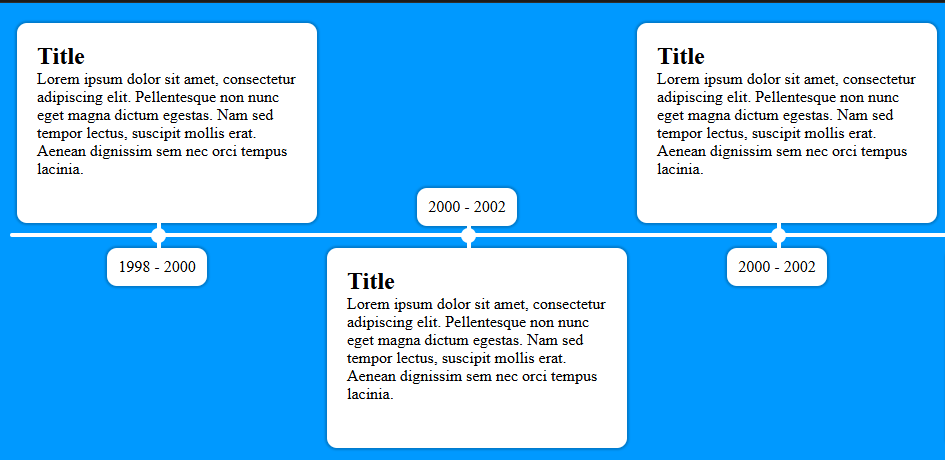 Title
Lorem ipsum dolor sit amet, consectetur
adipiscing elit. Pellentesque non nunc
eget magna dictum egestas. Nam sed
tempor lectus, suscipit mollis erat.
Aenean dignissim sem nec orci tempus
lacinia.
1998 - 2000
2000 - 2002
Title
Lorem ipsum dolor sit amet, consectetur
adipiscing elit. Pellentesque non nunc
eget magna dictum egestas. Nam sed
tempor lectus, suscipit mollis erat.
Aenean dignissim sem nec orci tempus
lacinia.
Title
Lorem ipsum dolor sit amet, consectetur
adipiscing elit. Pellentesque non nunc
eget magna dictum egestas. Nam sed
tempor lectus, suscipit mollis erat.
Aenean dignissim sem nec orci tempus
lacinia.
2000 - 2002